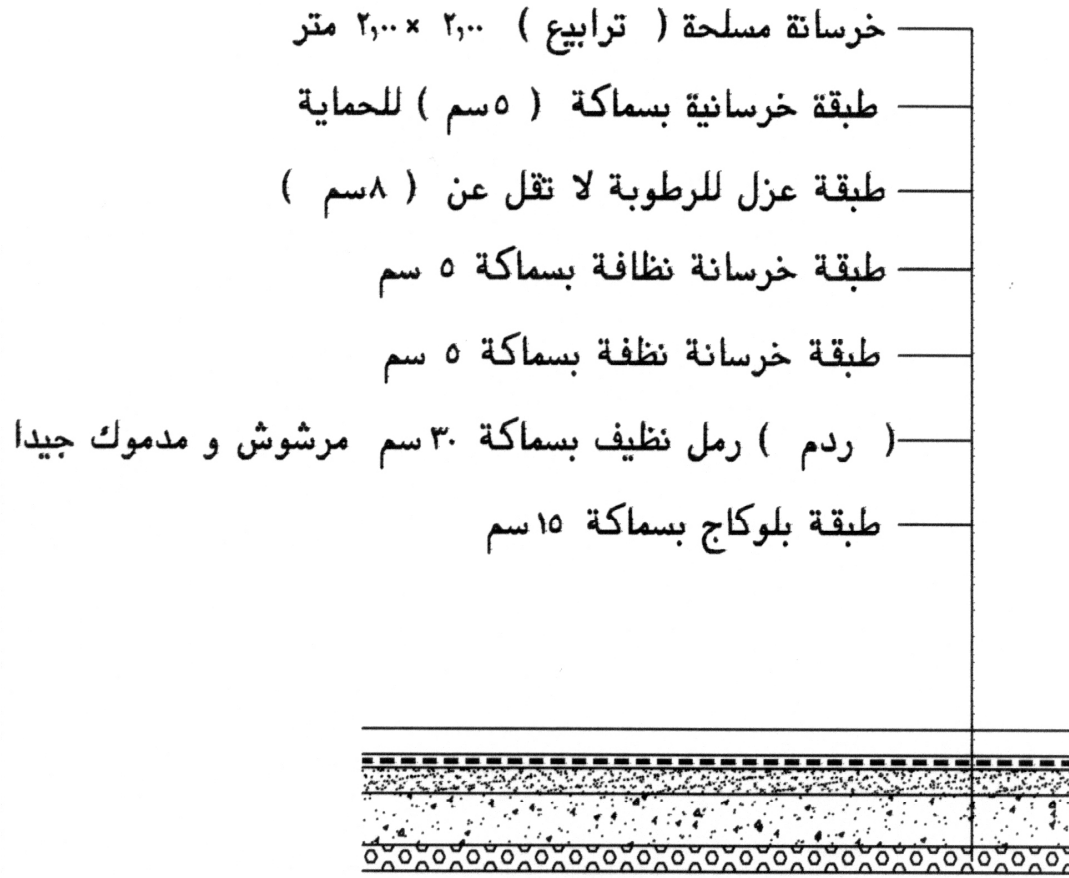 خرسانة مسلحة ( ترابيع ) ٢,٠٠ × ٢,٠٠ متر
طبقة خرسانية بسماكة ( ٥سم ) للحماية
طبقة عزل للرطوبة لا تقل عن ( ٨سم )
طبقة خرسانة نظافة بسماكة ٥ سم
طبقة خرسانة نظفة بسماكة ٥ سم
( ردم ) رمل نظيف بسماكة ٣٠ سم مرشوش و مدموك جيدا
طبقة بلوكاج بسماكة ١٥ سم